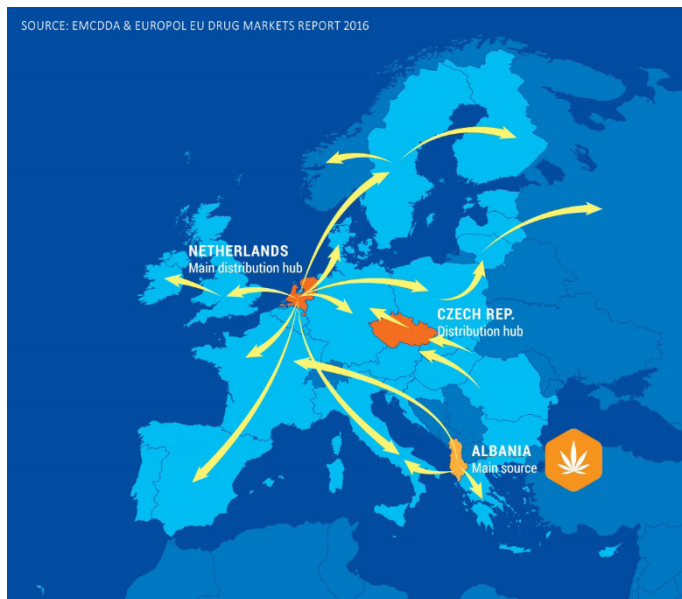 SOURCE: EMCDDA & EUROPOL EU DRUG MARKETS REPORT 2016
NETHERLANDS
Main distribution hub
CZECH REP.
Distribution hub
ALBANIA
Main source